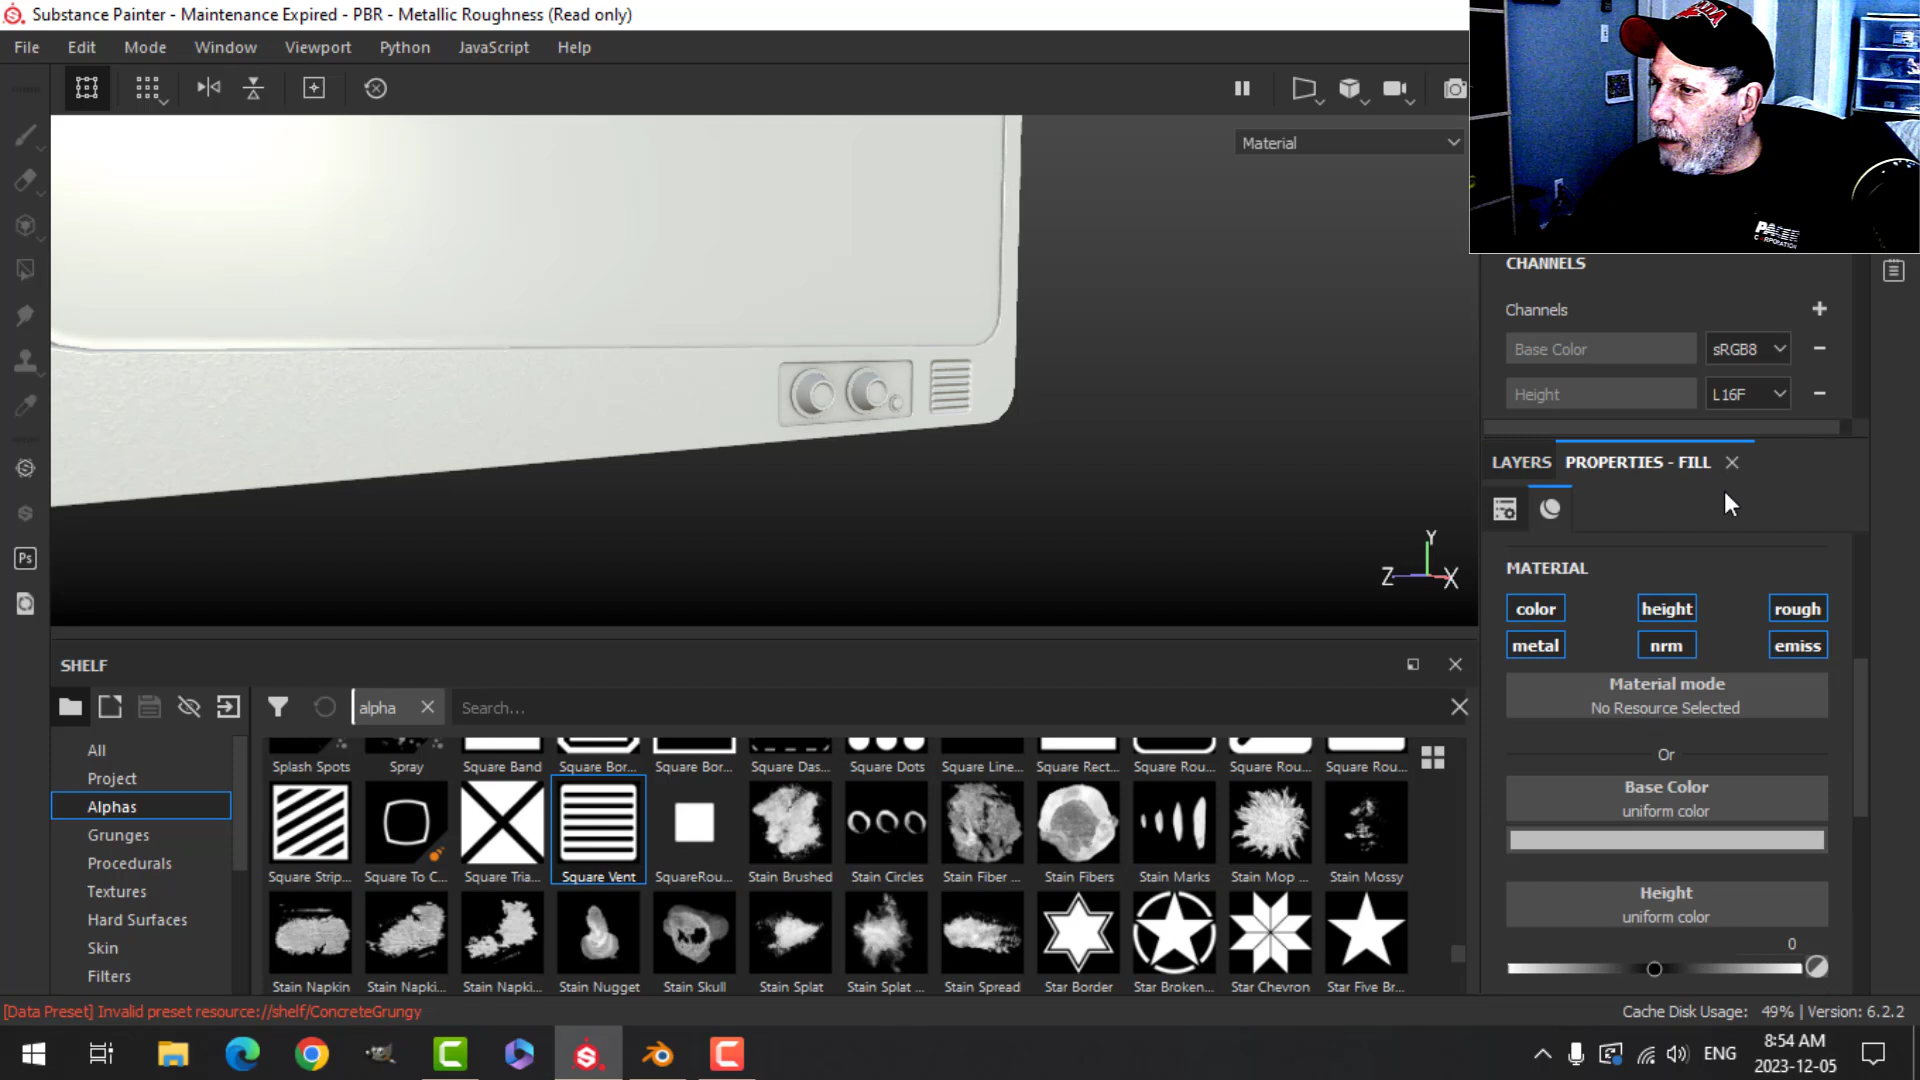 Substance Painter - Maintenance Expired - PBR - Metallic Roughness (Read only)
File Edit Mode Window Viewport Python JavaScript Help
Material
PACER
CORPORATION
CHANNELS
Channels
Base Color sRGB8
Height L16F
LAYERS PROPERTIES - FILL
MATERIAL
color height rough
metal nrm emiss
Material mode
No Resource Selected
Or
Base Color
uniform color
Height
uniform color
0
Y
Z X
Ps
SHELF
alpha Search...
All
Project
Alphas
Grunges
Procedurals
Textures
Hard Surfaces
Skin
Filters
Splash Spots Spray Square Band Square Bor... Square Bor... Square Das... Square Dots Square Line... Square Rect... Square Rou... Square Rou... Square Rou...
Square Strip... Square To C... Square Tria... Square Vent SquareRou... Stain Brushed Stain Circles Stain Fiber ... Stain Fibers Stain Marks Stain Mop ... Stain Mossy
Stain Napkin Stain Napki... Stain Napki... Stain Nugget Stain Skull Stain Splat Stain Splat ... Stain Spread Star Border Star Broken... Star Chevron Star Five Br...
[Data Preset] Invalid preset resource://shelf/ConcreteGrungy
Cache Disk Usage: 49% | Version: 6.2.2
ENG
8:54 AM
2023-12-05